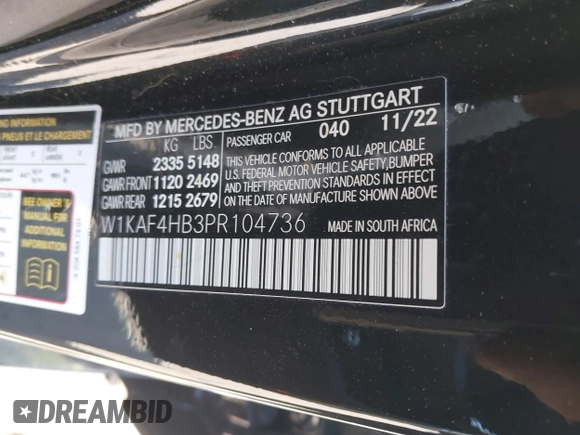 MFD BY MERCEDES-BENZ AG STUTTGART
KG LBS PASSENGER CAR 040 11/22
GVWR 2335 5148
GAWR FRONT 1120 2469
GAWR REAR 1215 2679
THIS VEHICLE CONFORMS TO ALL APPLICABLE
U.S. FEDERAL MOTOR VEHICLE SAFETY, BUMPER
AND THEFT PREVENTION STANDARDS IN EFFECT
ON THE DATE OF MANUFACTURE SHOWN ABOVE.
W1KAF4HB3PR104736
MADE IN SOUTH AFRICA
ING INFORMATION
PNEUS ET LE
SEE OWNER'S
MANUAL FOR
ADDITIONAL
INFORMATION
DREAMBID